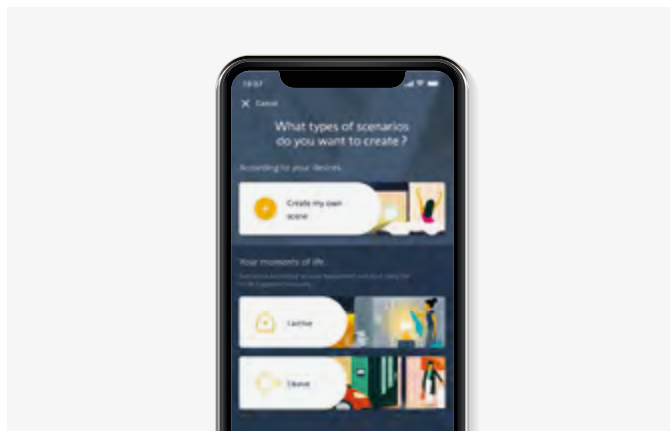 Cancel
What types of scenarios
do you want to create ?
According to your devices
Create my own
scene
Your moments of life
I arrive
I leave